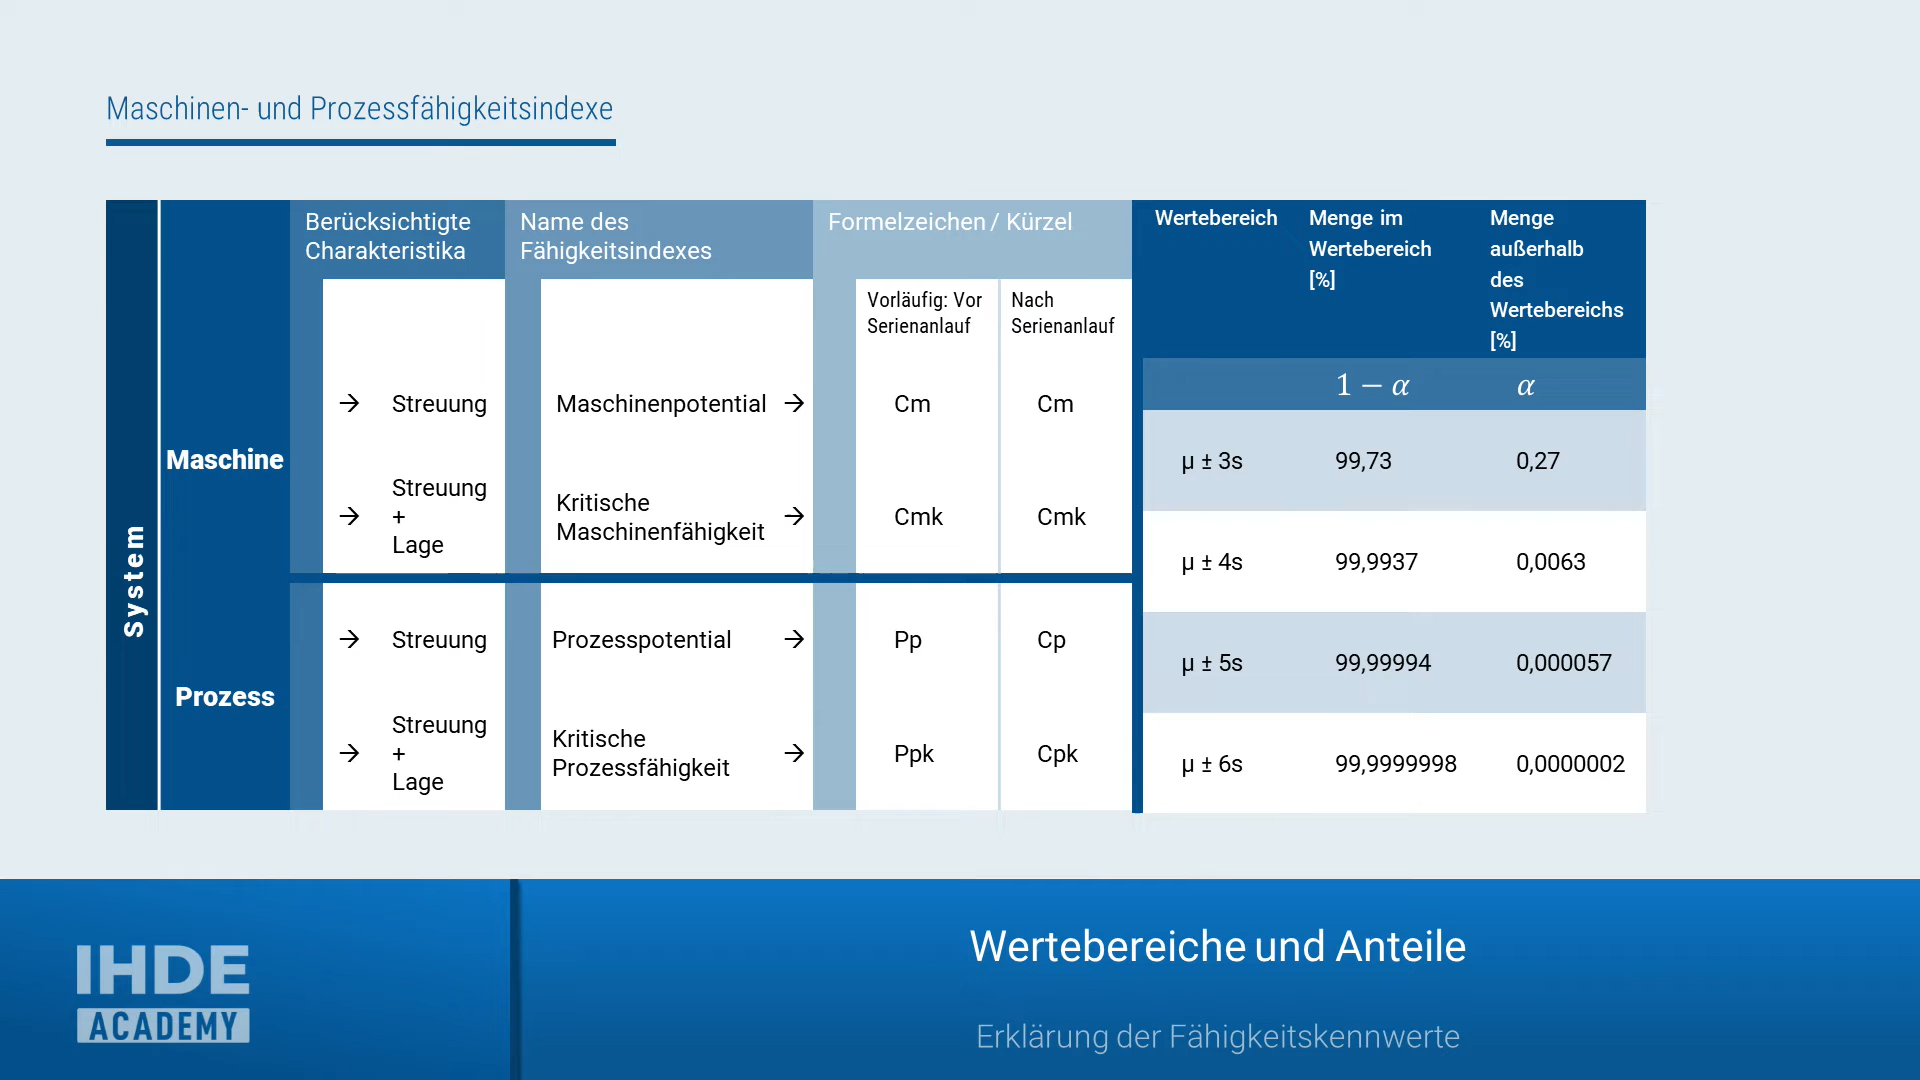 Maschinen- und Prozessfähigkeitsindexe
System
Maschine
Prozess
Berücksichtigte
Charakteristika
Name des
Fähigkeitsindexes
Formelzeichen / Kürzel
Vorläufig: Vor
Serienanlauf
Nach
Serienanlauf
→ Streuung
Maschinenpotential →
Cm
Cm
→ Streuung
+
Lage
Kritische
Maschinenfähigkeit →
Cmk
Cmk
→ Streuung
Prozesspotential →
Pp
Cp
→ Streuung
+
Lage
Kritische
Prozessfähigkeit →
Ppk
Cpk
Wertebereich
Menge im
Wertebereich
[%]
Menge
außerhalb
des
Wertebereichs
[%]
1 − α
α
µ ± 3s
99,73
0,27
µ ± 4s
99,9937
0,0063
µ ± 5s
99,99994
0,000057
µ ± 6s
99,9999998
0,0000002
IHDE
ACADEMY
Wertebereiche und Anteile
Erklärung der Fähigkeitskennwerte